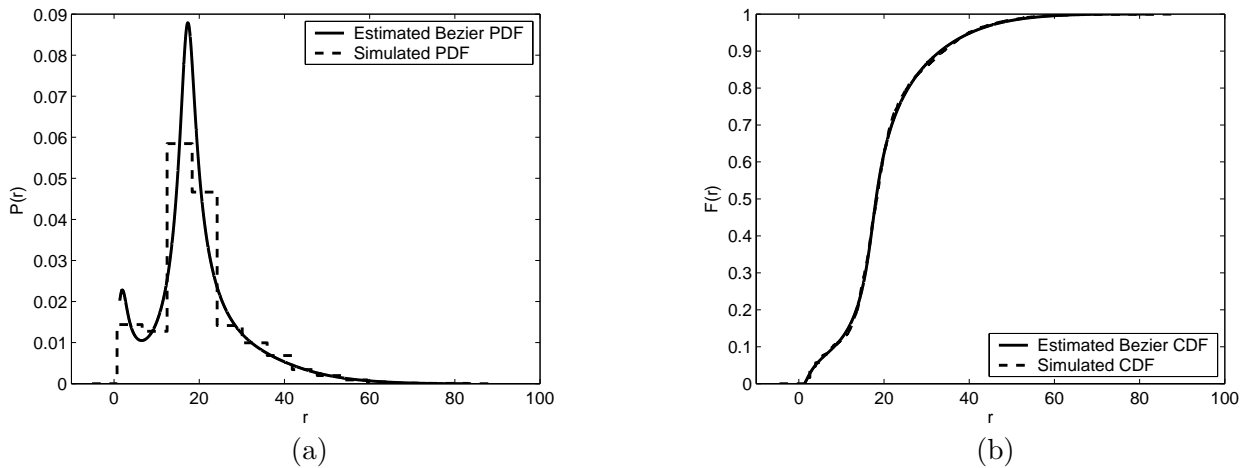 0.09
0.08
0.07
0.06
0.05
0.04
0.03
0.02
0.01
0
P(r)
Estimated Bezier PDF
Simulated PDF
0 20 40 60 80 100
r
(a)
1
0.9
0.8
0.7
0.6
0.5
0.4
0.3
0.2
0.1
0
F(r)
Estimated Bezier CDF
Simulated CDF
0 20 40 60 80 100
r
(b)